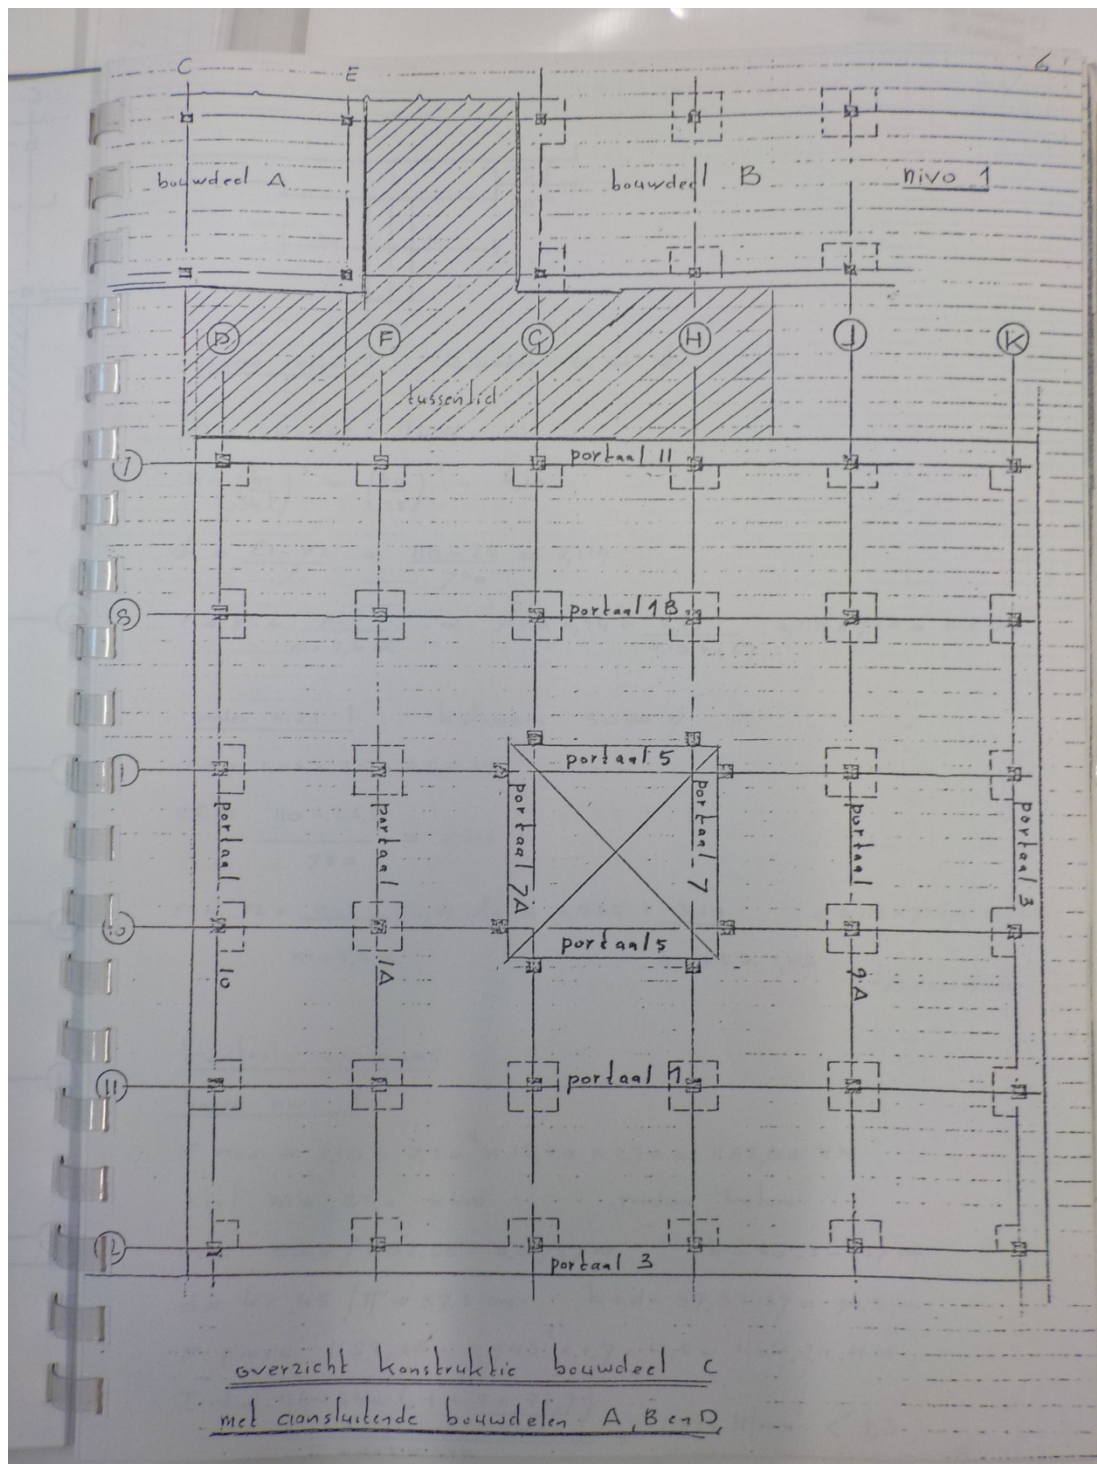 C
E
6
bouwdeel A
bouwdeel B
nivo 1
D
F
G
H
J
K
tussenlid
portaal 11
8
portaal 1B
portaal 5
portaal
portaal
portaal 7A
portaal 7
portaal
portaal 3
portaal 5
10
1A
9A
11
portaal
12
portaal 3
overzicht konstruktie bouwdeel C
met aansluitende bouwdelen A, B en D